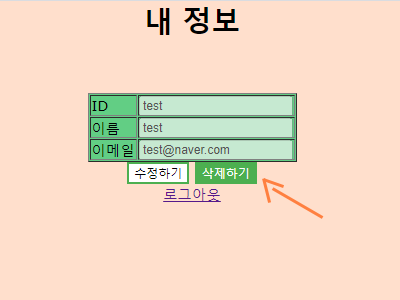 내 정보
ID test
이름 test
이메일 test@naver.com
수정하기 삭제하기
로그아웃